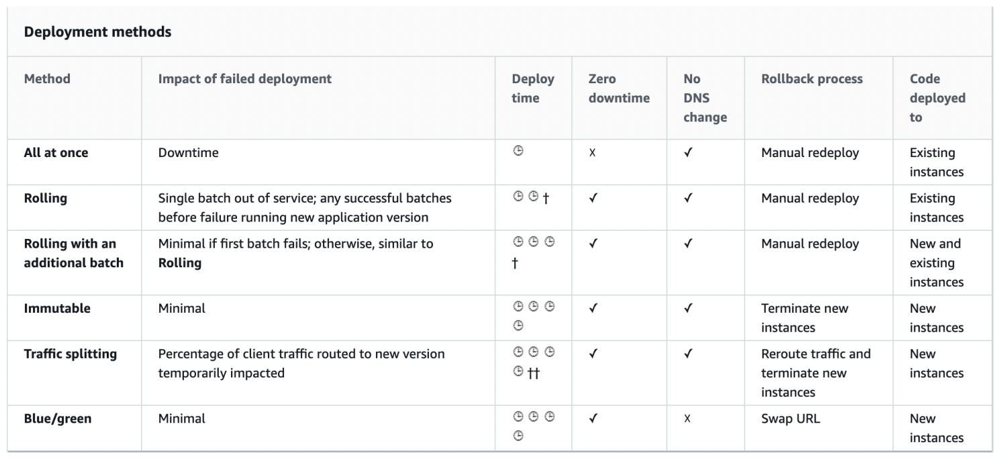 Deployment methods
Method
Impact of failed deployment
Deploy
time
Zero
downtime
No
DNS
change
Rollback process
Code
deployed
to
All at once
Downtime
🕒
x
✓
Manual redeploy
Existing
instances
Rolling
Single batch out of service; any successful batches
before failure running new application version
🕒 🕒 †
✓
✓
Manual redeploy
Existing
instances
Rolling with an
additional batch
Minimal if first batch fails; otherwise, similar to
Rolling
🕒 🕒 🕒
†
✓
✓
Manual redeploy
New and
existing
instances
Immutable
Minimal
🕒 🕒 🕒
🕒
✓
✓
Terminate new
instances
New
instances
Traffic splitting
Percentage of client traffic routed to new version
temporarily impacted
🕒 🕒 🕒
🕒 ††
✓
✓
Reroute traffic and
terminate new
instances
New
instances
Blue/green
Minimal
🕒 🕒 🕒
🕒
✓
x
Swap URL
New
instances